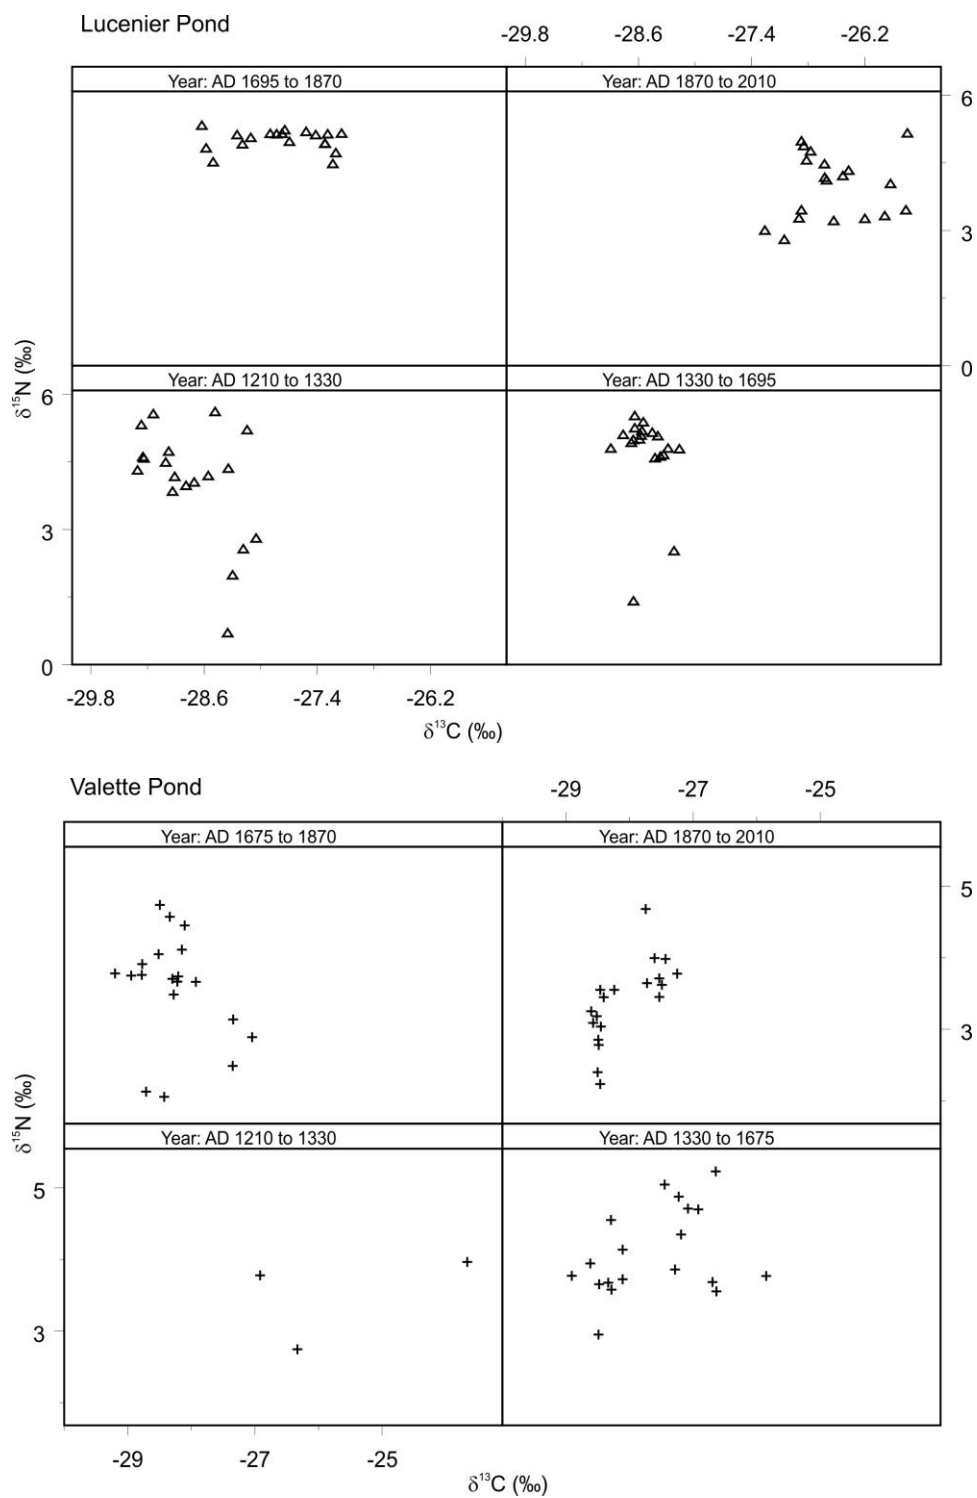 Lucenier Pond
-29.8 -28.6 -27.4 -26.2
Year: AD 1695 to 1870 Year: AD 1870 to 2010
6
3
0
Year: AD 1210 to 1330 Year: AD 1330 to 1695
6
3
0
δ¹⁵N (‰)
-29.8 -28.6 -27.4 -26.2
δ¹³C (‰)
Valette Pond
-29 -27 -25
Year: AD 1675 to 1870 Year: AD 1870 to 2010
5
3
δ¹⁵N (‰)
Year: AD 1210 to 1330 Year: AD 1330 to 1675
5
3
-29 -27 -25
δ¹³C (‰)